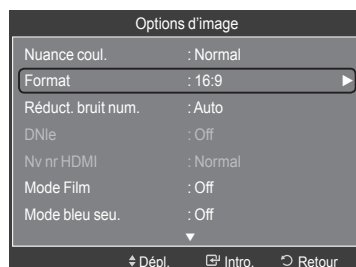 Options d'image
Nuance coul. : Normal
Format : 16:9
Réduct. bruit num. : Auto
DNIe : Off
Nv nr HDMI : Normal
Mode Film : Off
Mode bleu seu. : Off
Dépl. Intro. Retour